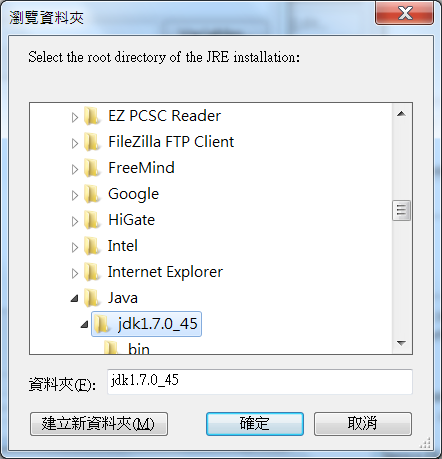 瀏覽資料夾
Select the root directory of the JRE installation:
EZ PCSC Reader
FileZilla FTP Client
FreeMind
Google
HiGate
Intel
Internet Explorer
Java
jdk1.7.0_45
bin
資料夾(F): jdk1.7.0_45
建立新資料夾(M) 確定 取消